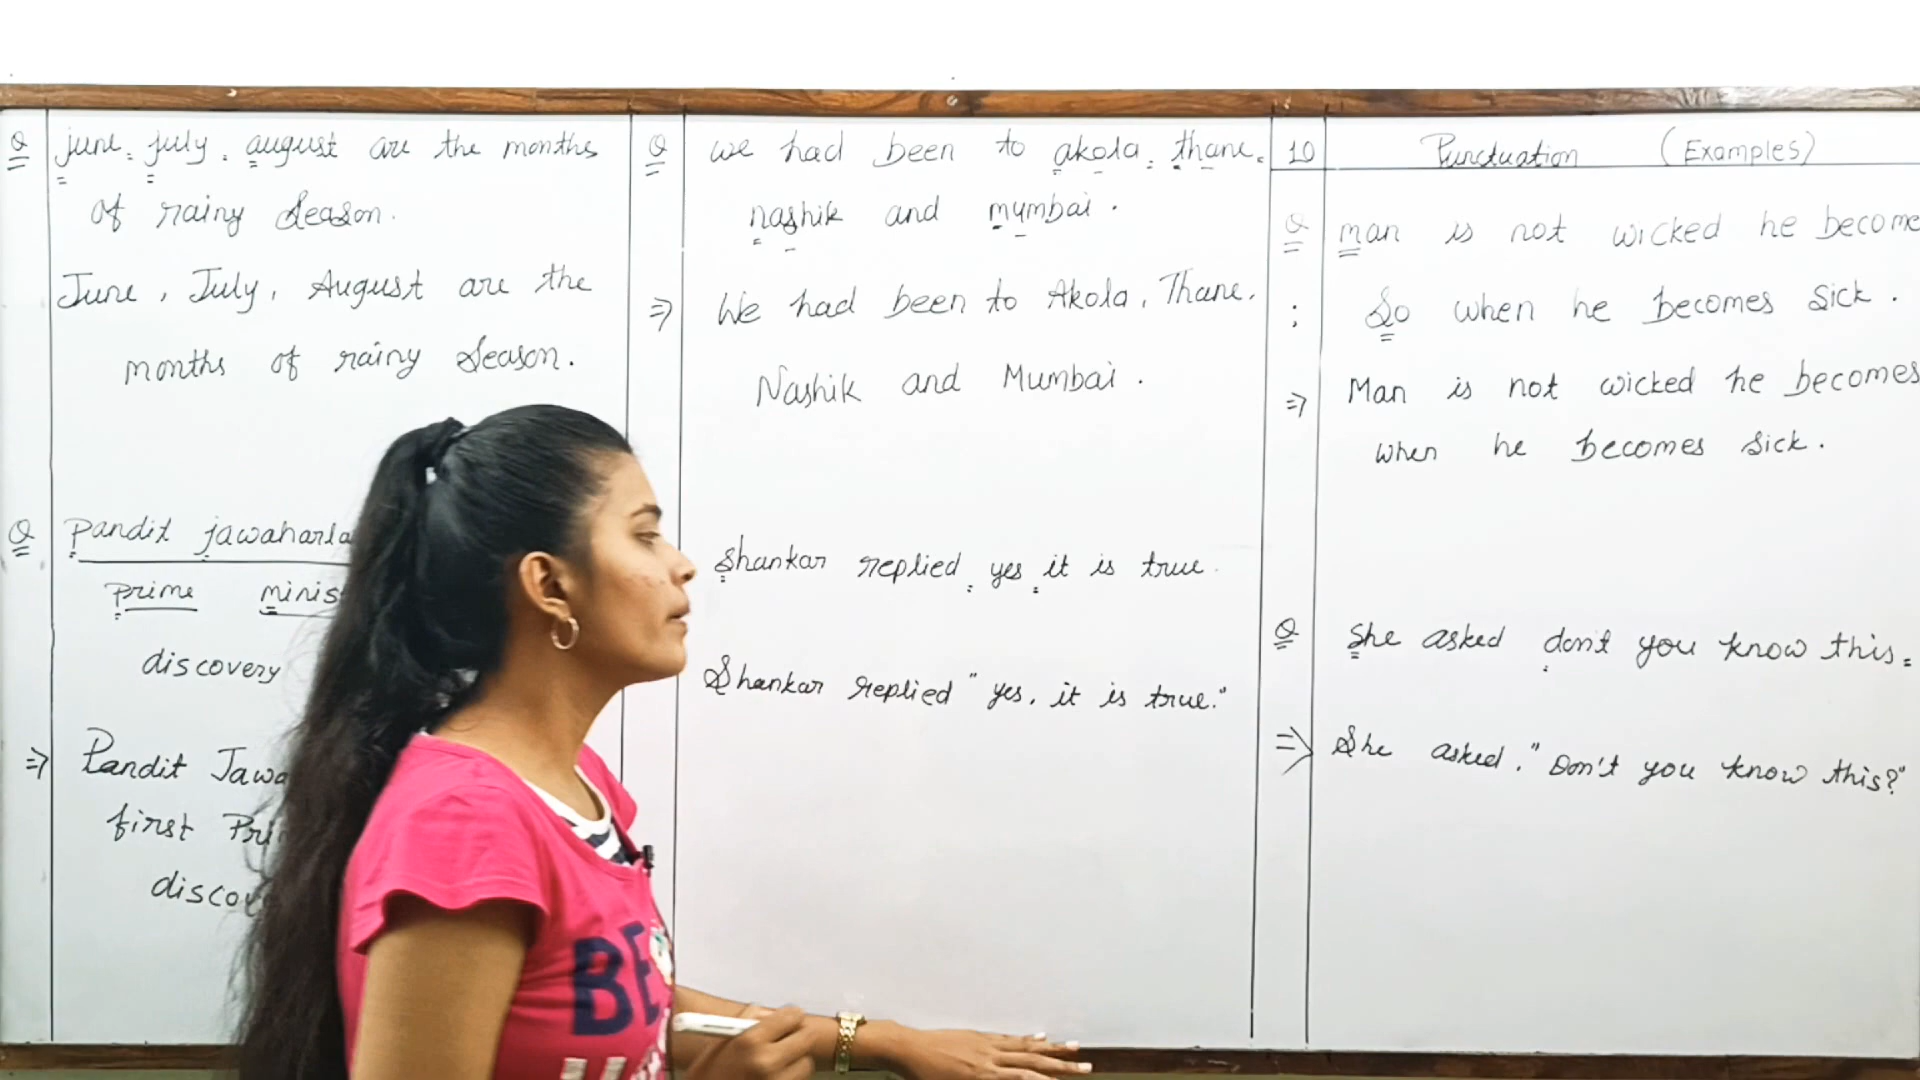 Q june, july, august are the months
of rainy season.
June, July, August are the
months of rainy season.
Q pandit jawaharla
prime minis
discovery
⇒ Pandit Jawa
first Pri
discove
Q we had been to akola, thane,
nashik and mumbai.
⇒ We had been to Akola, Thane,
Nashik and Mumbai.
shankar replied, yes, it is true.
Shankar replied "yes, it is true."
10 Punctuation (Examples)
Q man is not wicked he become
: So when he becomes sick.
⇒ Man is not wicked he becomes
when he becomes sick.
Q she asked don't you know this.
⇒ She asked, "Don't you know this?"
BE